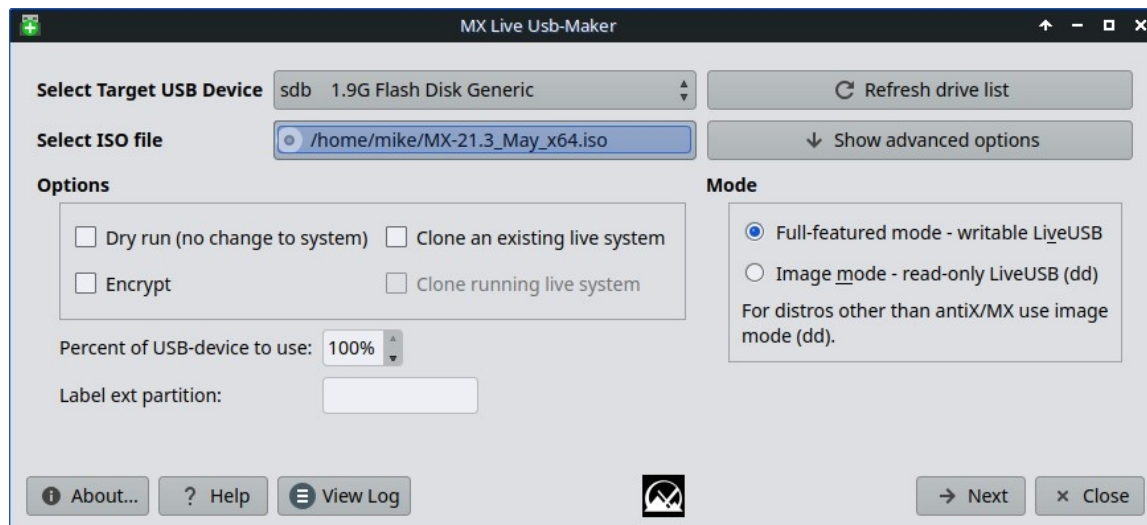 MX Live Usb-Maker
Select Target USB Device sdb 1.9G Flash Disk Generic Refresh drive list
Select ISO file /home/mike/MX-21.3_May_x64.iso Show advanced options
Options Mode
Dry run (no change to system) Clone an existing live system
Encrypt Clone running live system
Full-featured mode - writable LiveUSB
Image mode - read-only LiveUSB (dd)
For distros other than antiX/MX use image
mode (dd).
Percent of USB-device to use: 100%
Label ext partition:
About... ? Help View Log Next Close